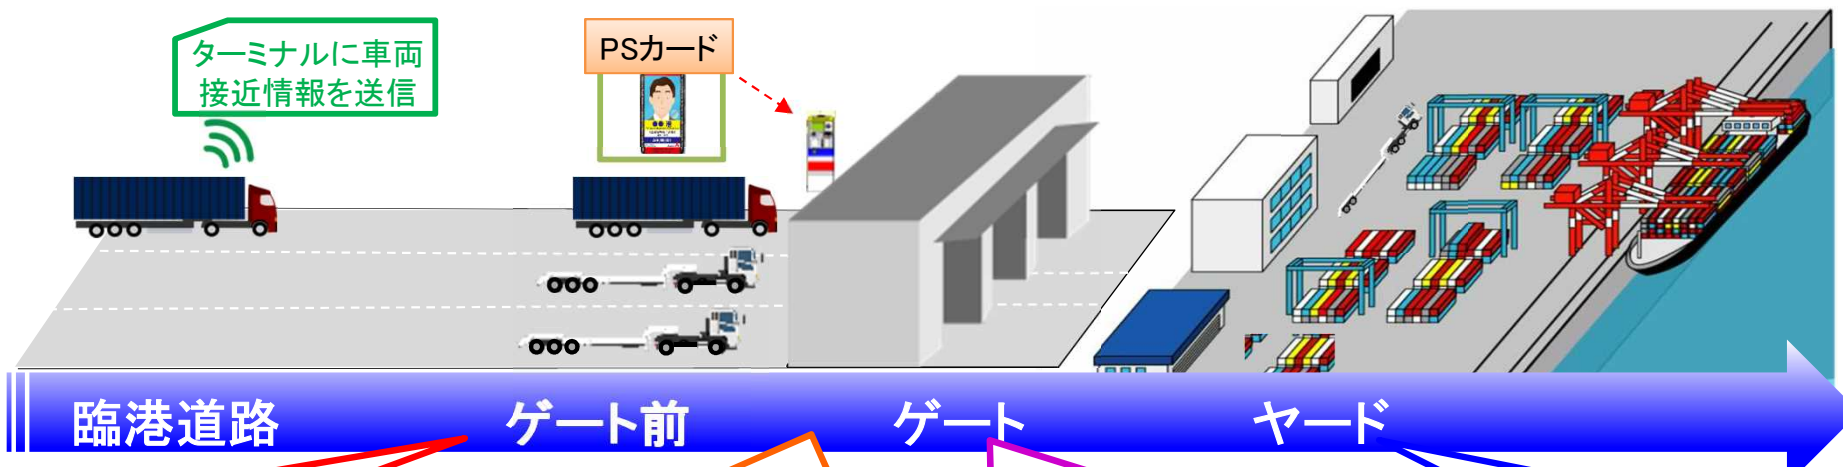 ターミナルに車両
接近情報を送信
PSカード
臨港道路
ゲート前
ゲート
ヤード